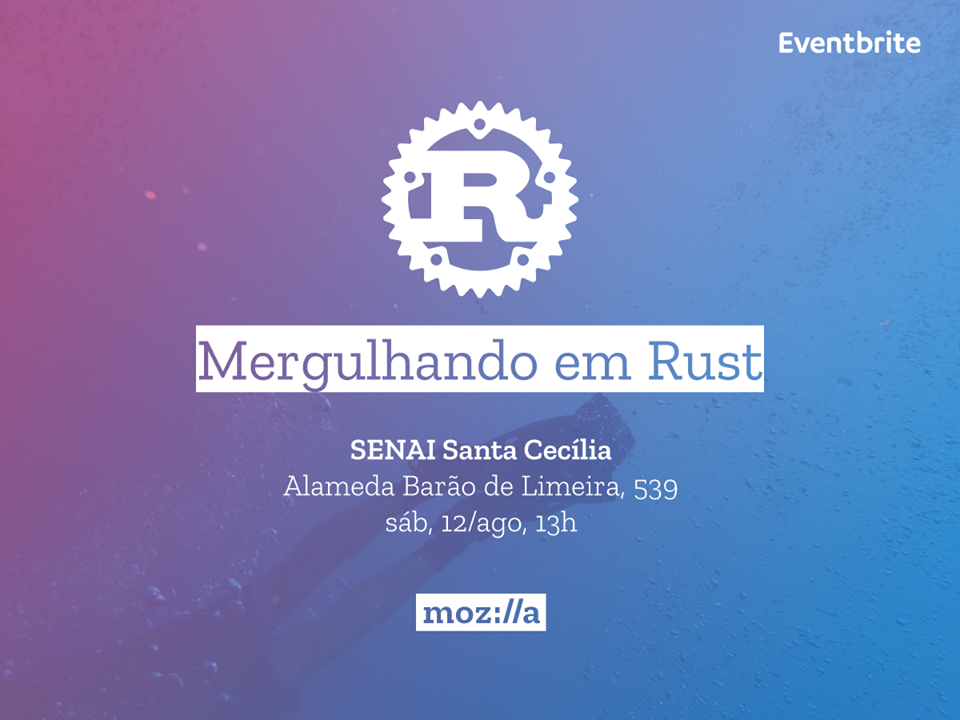 Eventbrite
R
Mergulhando em Rust
SENAI Santa Cecília
Alameda Barão de Limeira, 539
sáb, 12/ago, 13h
moz://a